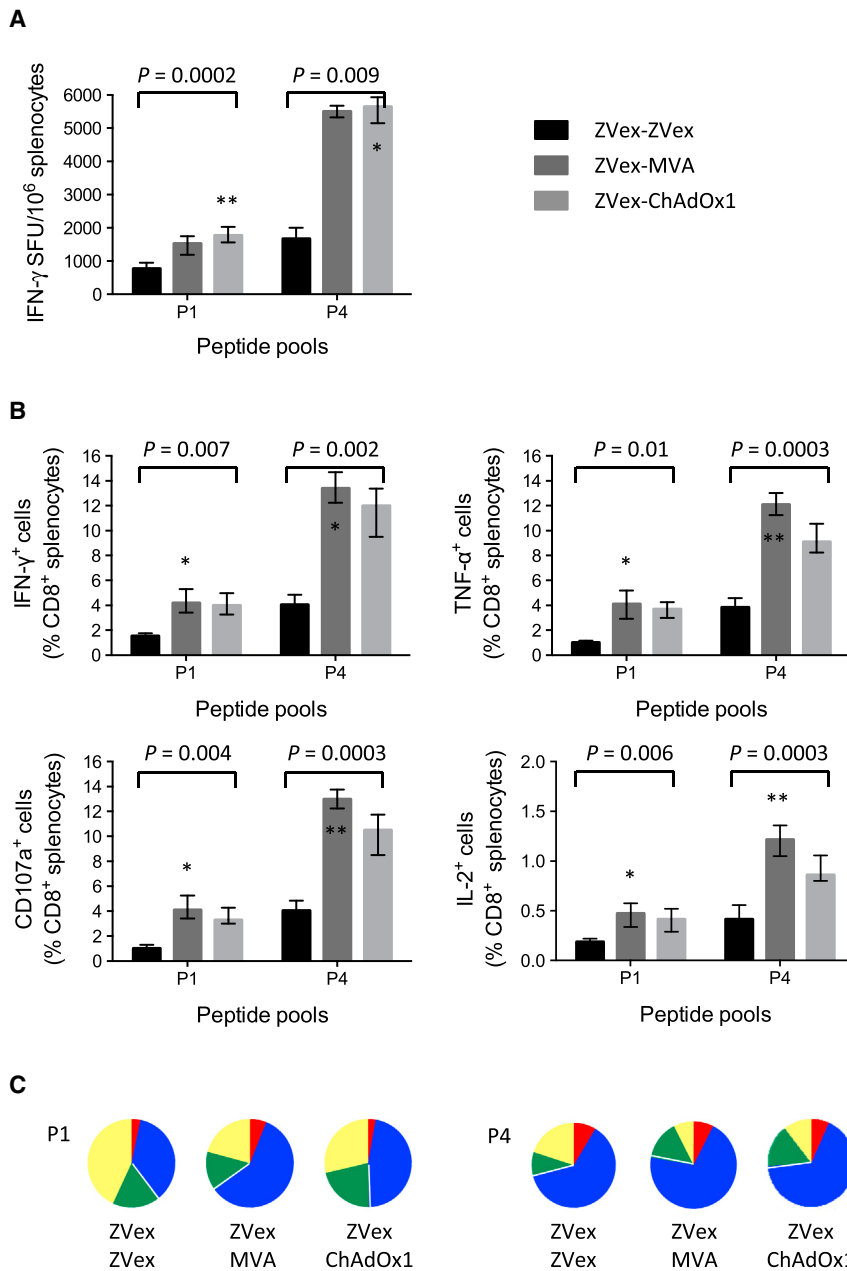 A
P = 0.0002
P = 0.009
IFN-γ SFU/10⁶ splenocytes
6000
5000
4000
3000
2000
1000
0
**
*
P1
P4
Peptide pools
ZVex-ZVex
ZVex-MVA
ZVex-ChAdOx1
B
P = 0.007
P = 0.002
IFN-γ⁺ cells
(% CD8⁺ splenocytes)
16
14
12
10
8
6
4
2
0
*
*
P1
P4
Peptide pools
P = 0.01
P = 0.0003
TNF-α⁺ cells
(% CD8⁺ splenocytes)
16
14
12
10
8
6
4
2
0
*
**
P1
P4
Peptide pools
P = 0.004
P = 0.0003
CD107a⁺ cells
(% CD8⁺ splenocytes)
16
14
12
10
8
6
4
2
0
*
**
P1
P4
Peptide pools
P = 0.006
P = 0.0003
IL-2⁺ cells
(% CD8⁺ splenocytes)
2.0
1.5
1.0
0.5
0.0
*
**
P1
P4
Peptide pools
C
P1
ZVex
ZVex
ZVex
MVA
ZVex
ChAdOx1
P4
ZVex
ZVex
ZVex
MVA
ZVex
ChAdOx1